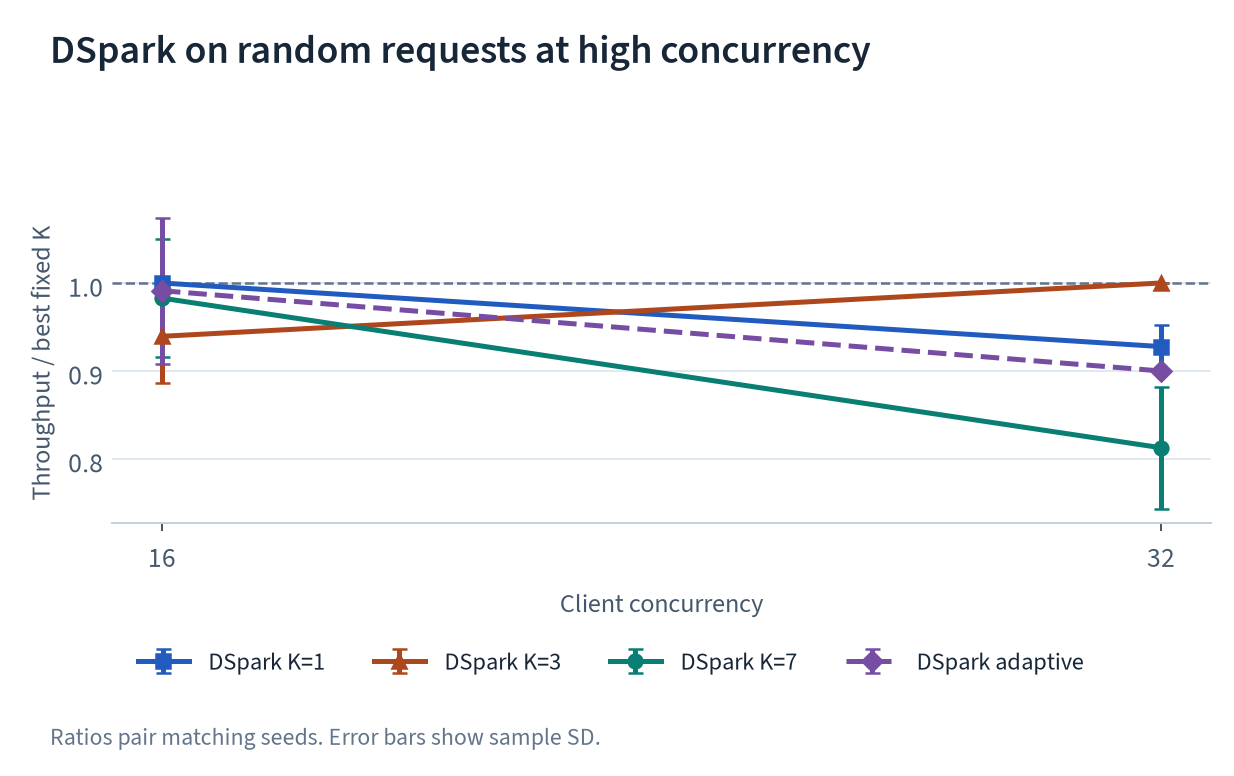 DSpark on random requests at high concurrency
Throughput / best fixed K
1.0
0.9
0.8
16
32
Client concurrency
DSpark K=1
DSpark K=3
DSpark K=7
DSpark adaptive
Ratios pair matching seeds. Error bars show sample SD.